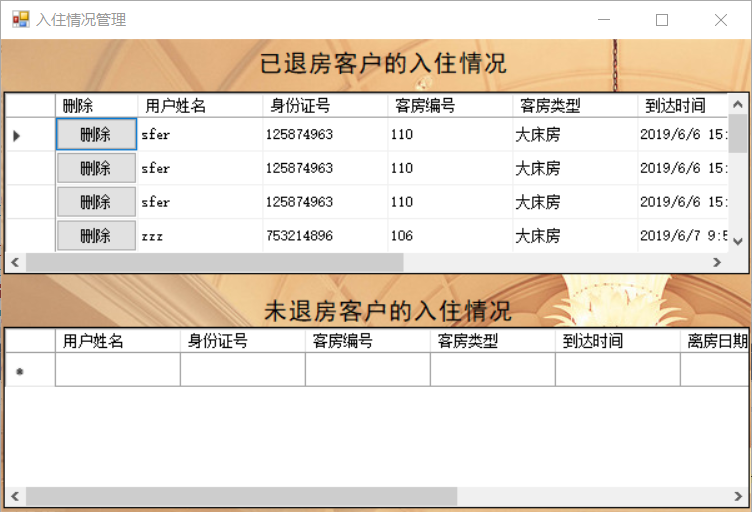 入住情况管理
已退房客户的入住情况
删除 用户姓名 身份证号 客房编号 客房类型 到达时间
删除 sfer 125874963 110 大床房 2019/6/6 15:
删除 sfer 125874963 110 大床房 2019/6/6 15:
删除 sfer 125874963 110 大床房 2019/6/6 15:
删除 zzz 753214896 106 大床房 2019/6/7 9:5
未退房客户的入住情况
用户姓名 身份证号 客房编号 客房类型 到达时间 离房日期